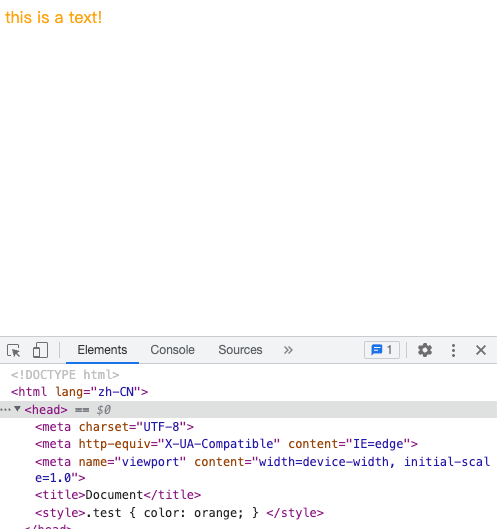 this is a text!
Elements Console Sources » 1
<!DOCTYPE html>
<html lang="zh-CN">
…▼<head> == $0
<meta charset="UTF-8">
<meta http-equiv="X-UA-Compatible" content="IE=edge">
<meta name="viewport" content="width=device-width, initial-scal
e=1.0">
<title>Document</title>
<style>.test { color: orange; } </style>
</head>